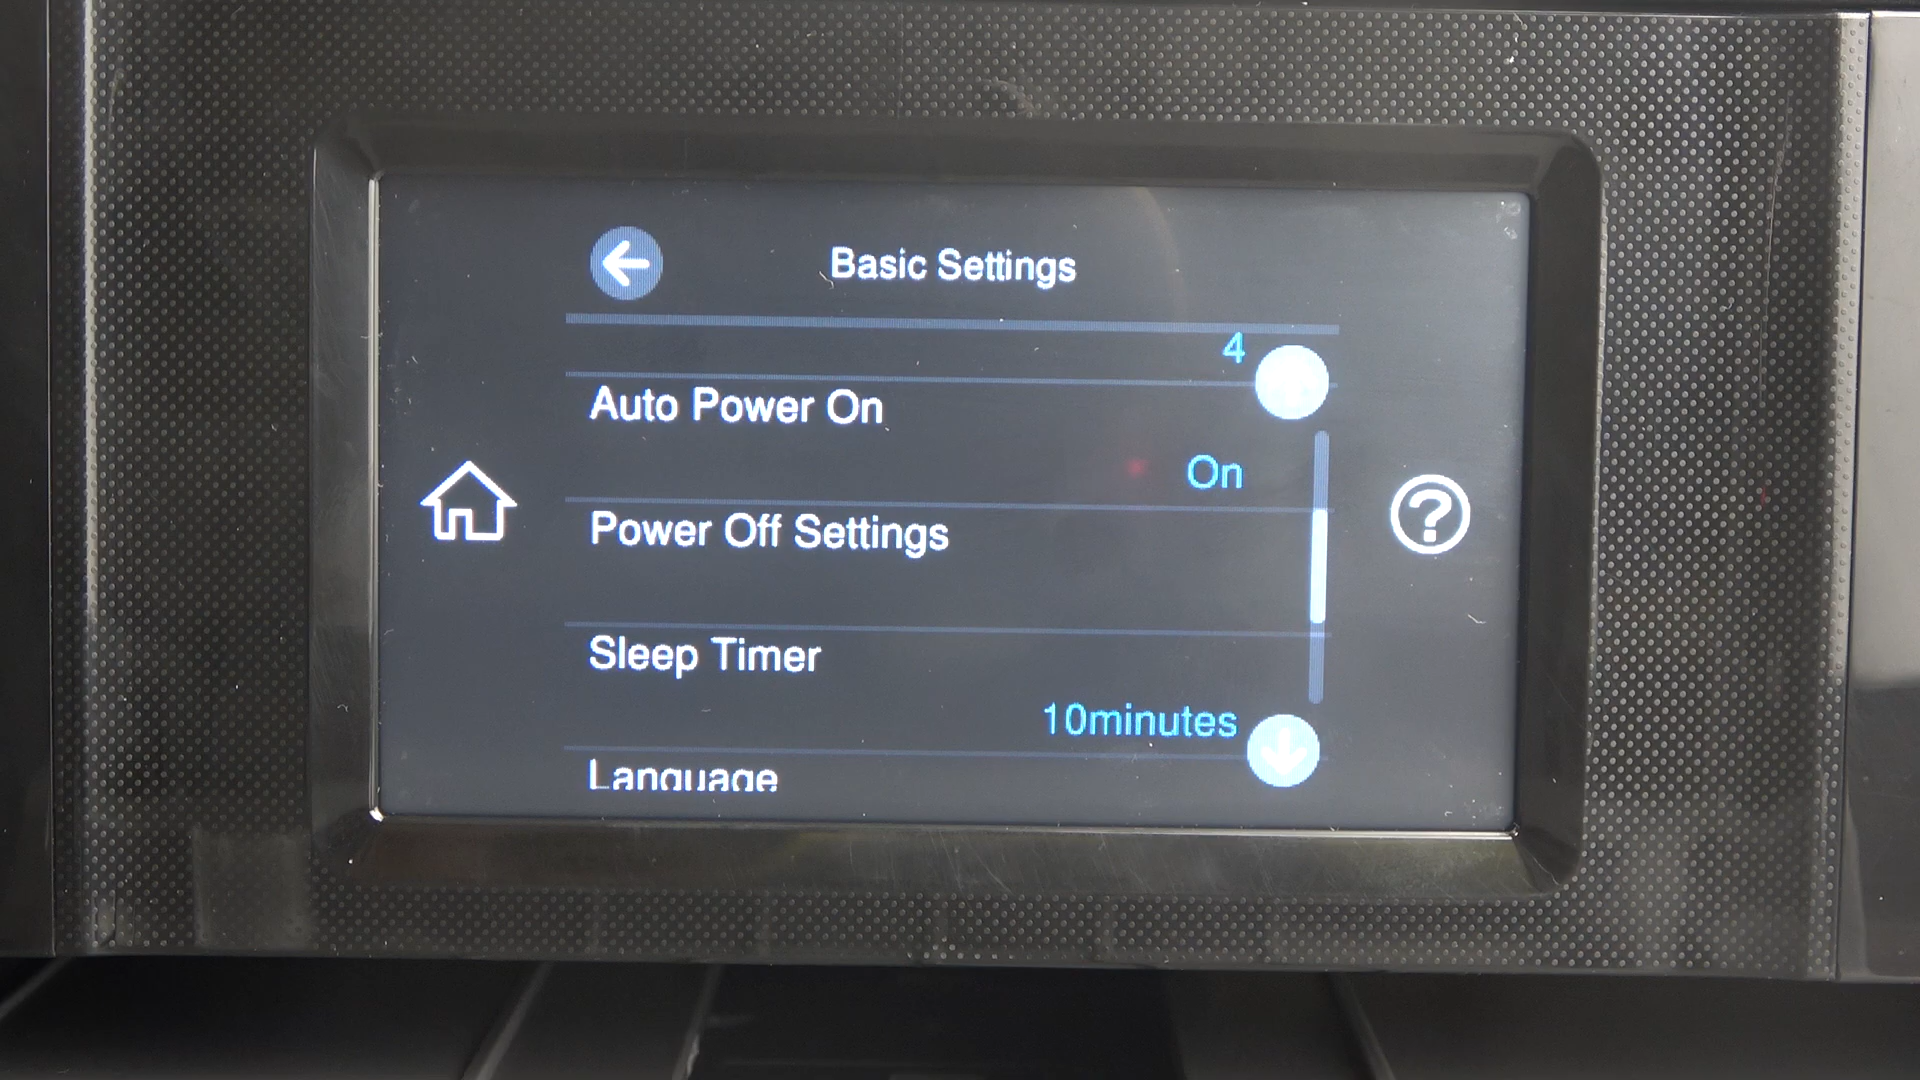 Basic Settings
4
Auto Power On
On
Power Off Settings
Sleep Timer
10minutes
Language